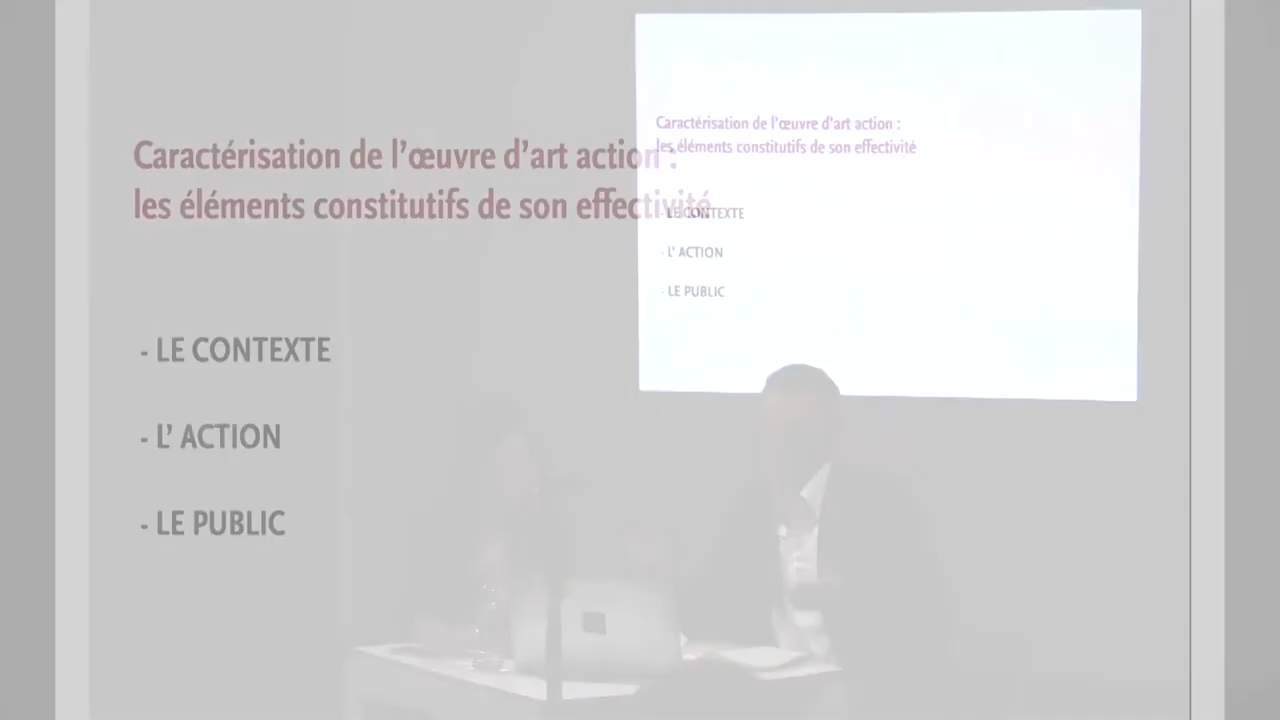 Caractérisation de l'œuvre d'art action :
les éléments constitutifs de son effectivité
- LE CONTEXTE
- L' ACTION
- LE PUBLIC
Caractérisation de l'œuvre d'art action :
les éléments constitutifs de son effectivité
- LE CONTEXTE
- L' ACTION
- LE PUBLIC